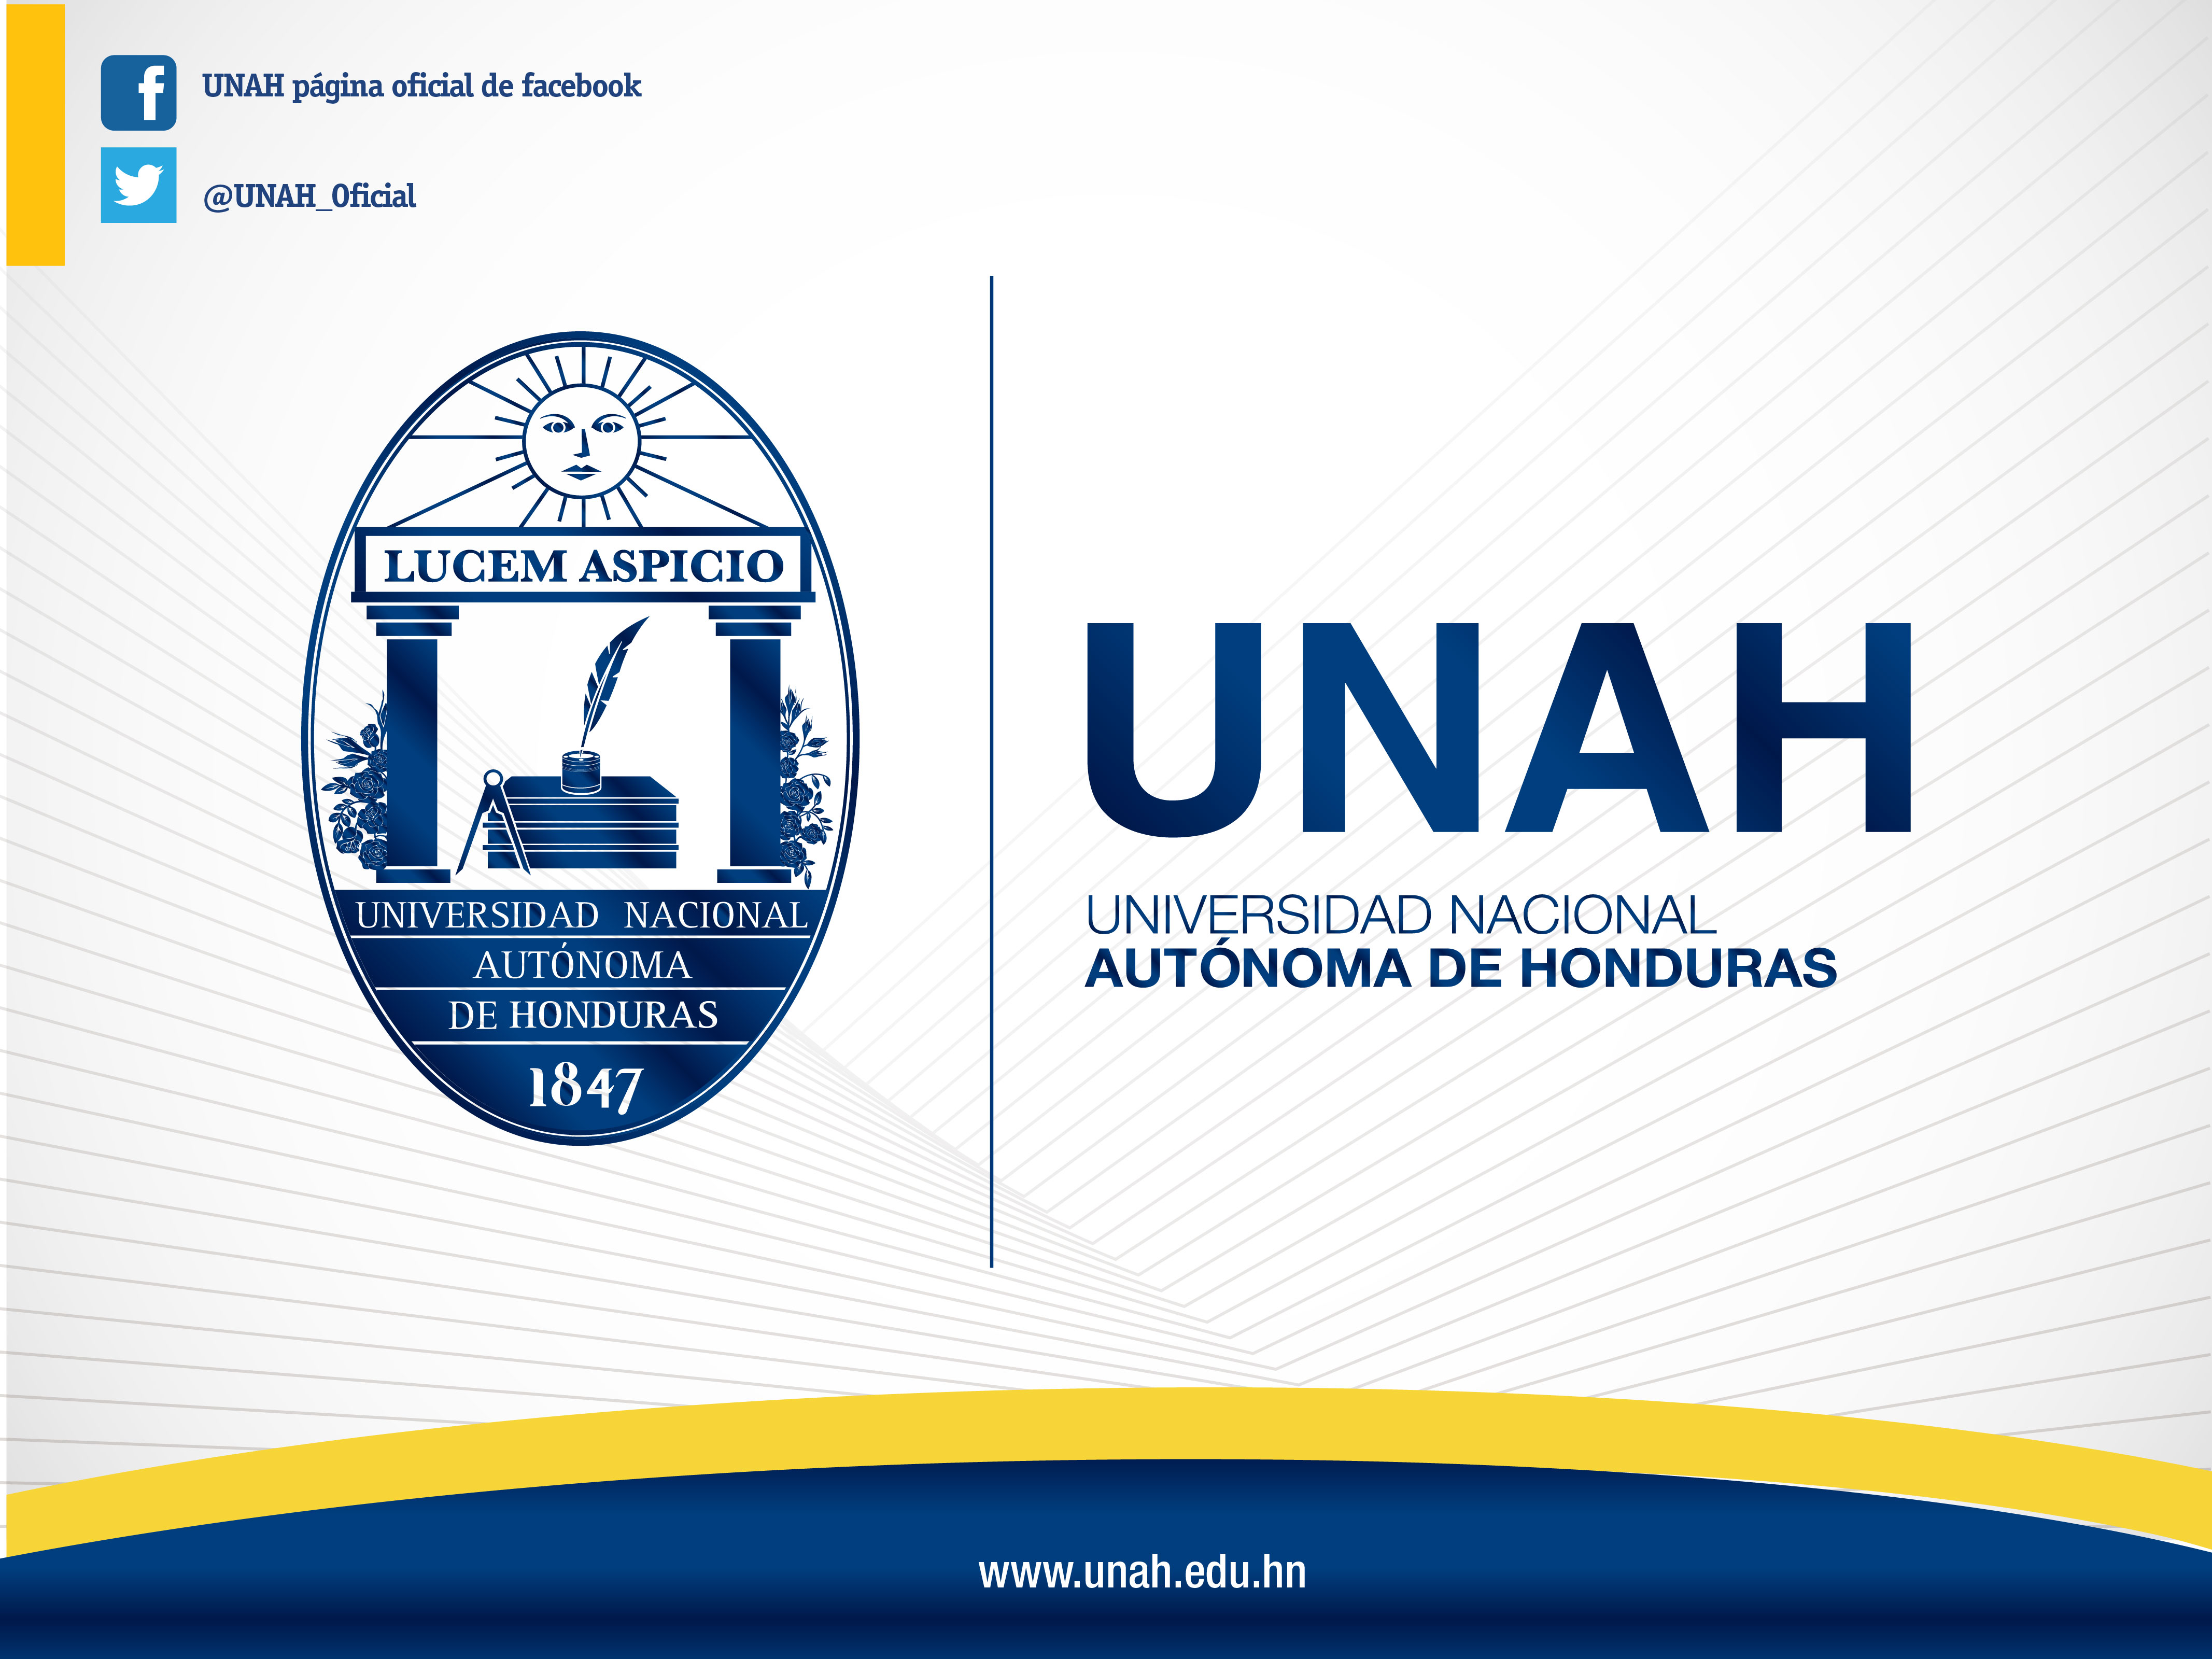 UNAH página oficial de facebook
@UNAH_Oficial
LUCEM ASPICIO
UNIVERSIDAD NACIONAL
AUTÓNOMA
DE HONDURAS
1847
UNAH
UNIVERSIDAD NACIONAL
AUTÓNOMA DE HONDURAS
www.unah.edu.hn